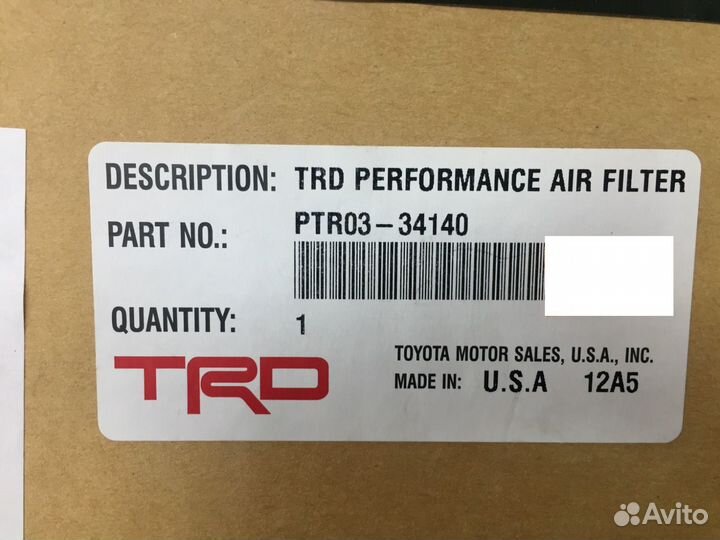 DESCRIPTION: TRD PERFORMANCE AIR FILTER
PART NO.: PTR03-34140
QUANTITY: 1
TRD
TOYOTA MOTOR SALES, U.S.A., INC.
MADE IN: U.S.A 12A5
Avito